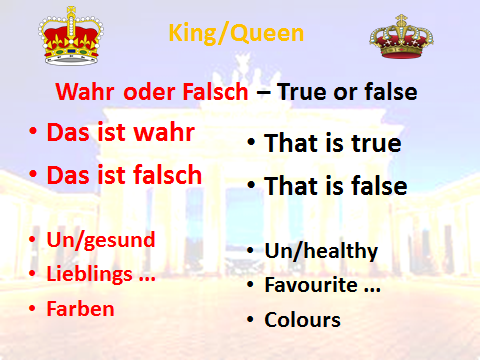 King/Queen
Wahr oder Falsch – True or false
• Das ist wahr
• Das ist falsch
• Un/gesund
• Lieblings ...
• Farben
• That is true
• That is false
• Un/healthy
• Favourite ...
• Colours